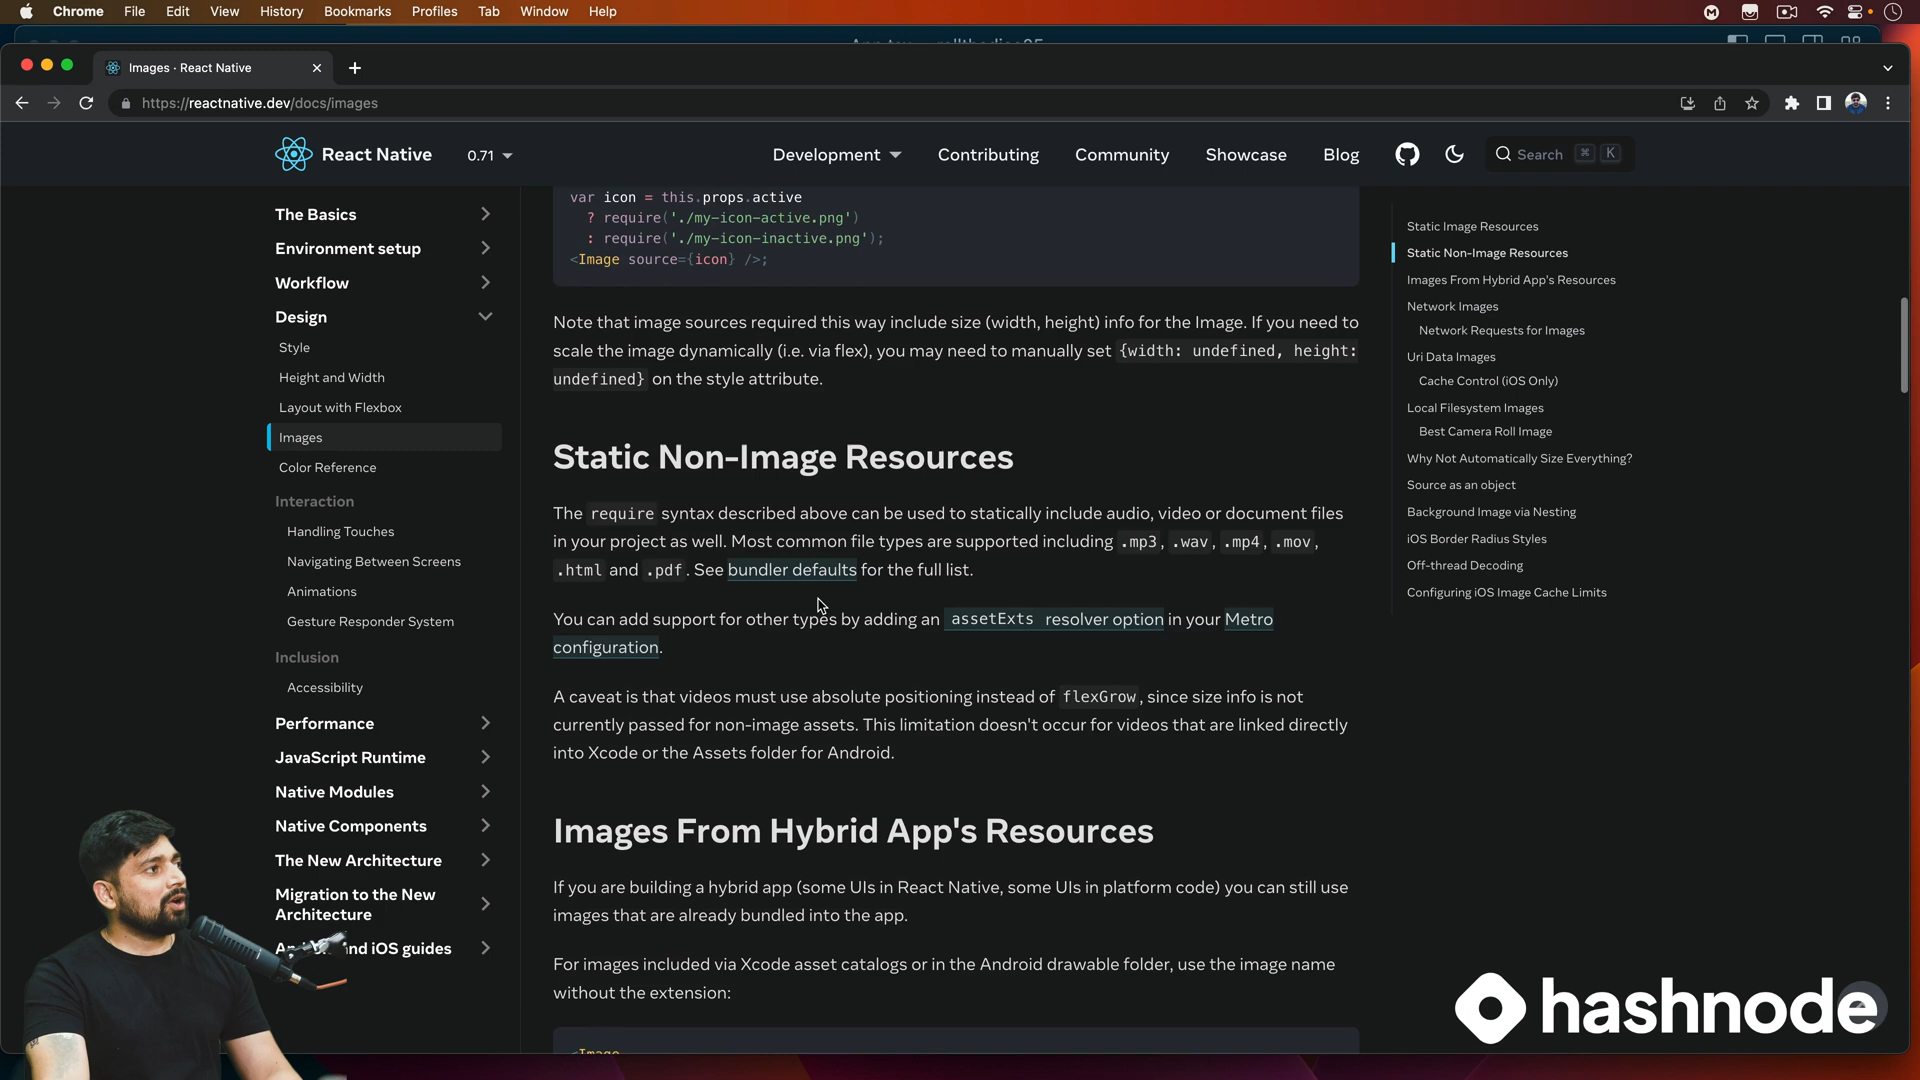 Chrome File Edit View History Bookmarks Profiles Tab Window Help
Images · React Native
https://reactnative.dev/docs/images
React Native 0.71 Development Contributing Community Showcase Blog Search ⌘ K
The Basics
Environment setup
Workflow
Design
Style
Height and Width
Layout with Flexbox
Images
Color Reference
Interaction
Handling Touches
Navigating Between Screens
Animations
Gesture Responder System
Inclusion
Accessibility
Performance
JavaScript Runtime
Native Modules
Native Components
The New Architecture
Migration to the New
Architecture
nd iOS guides
var icon = this.props.active
? require('./my-icon-active.png')
: require('./my-icon-inactive.png');
<Image source={icon} />;
Note that image sources required this way include size (width, height) info for the Image. If you need to
scale the image dynamically (i.e. via flex), you may need to manually set {width: undefined, height:
undefined} on the style attribute.
Static Non-Image Resources
The require syntax described above can be used to statically include audio, video or document files
in your project as well. Most common file types are supported including .mp3, .wav, .mp4, .mov,
.html and .pdf. See bundler defaults for the full list.
You can add support for other types by adding an assetExts resolver option in your Metro
configuration.
A caveat is that videos must use absolute positioning instead of flexGrow, since size info is not
currently passed for non-image assets. This limitation doesn't occur for videos that are linked directly
into Xcode or the Assets folder for Android.
Images From Hybrid App's Resources
If you are building a hybrid app (some UIs in React Native, some UIs in platform code) you can still use
images that are already bundled into the app.
For images included via Xcode asset catalogs or in the Android drawable folder, use the image name
without the extension:
<Image
Static Image Resources
Static Non-Image Resources
Images From Hybrid App's Resources
Network Images
Network Requests for Images
Uri Data Images
Cache Control (iOS Only)
Local Filesystem Images
Best Camera Roll Image
Why Not Automatically Size Everything?
Source as an object
Background Image via Nesting
iOS Border Radius Styles
Off-thread Decoding
Configuring iOS Image Cache Limits
hashnode